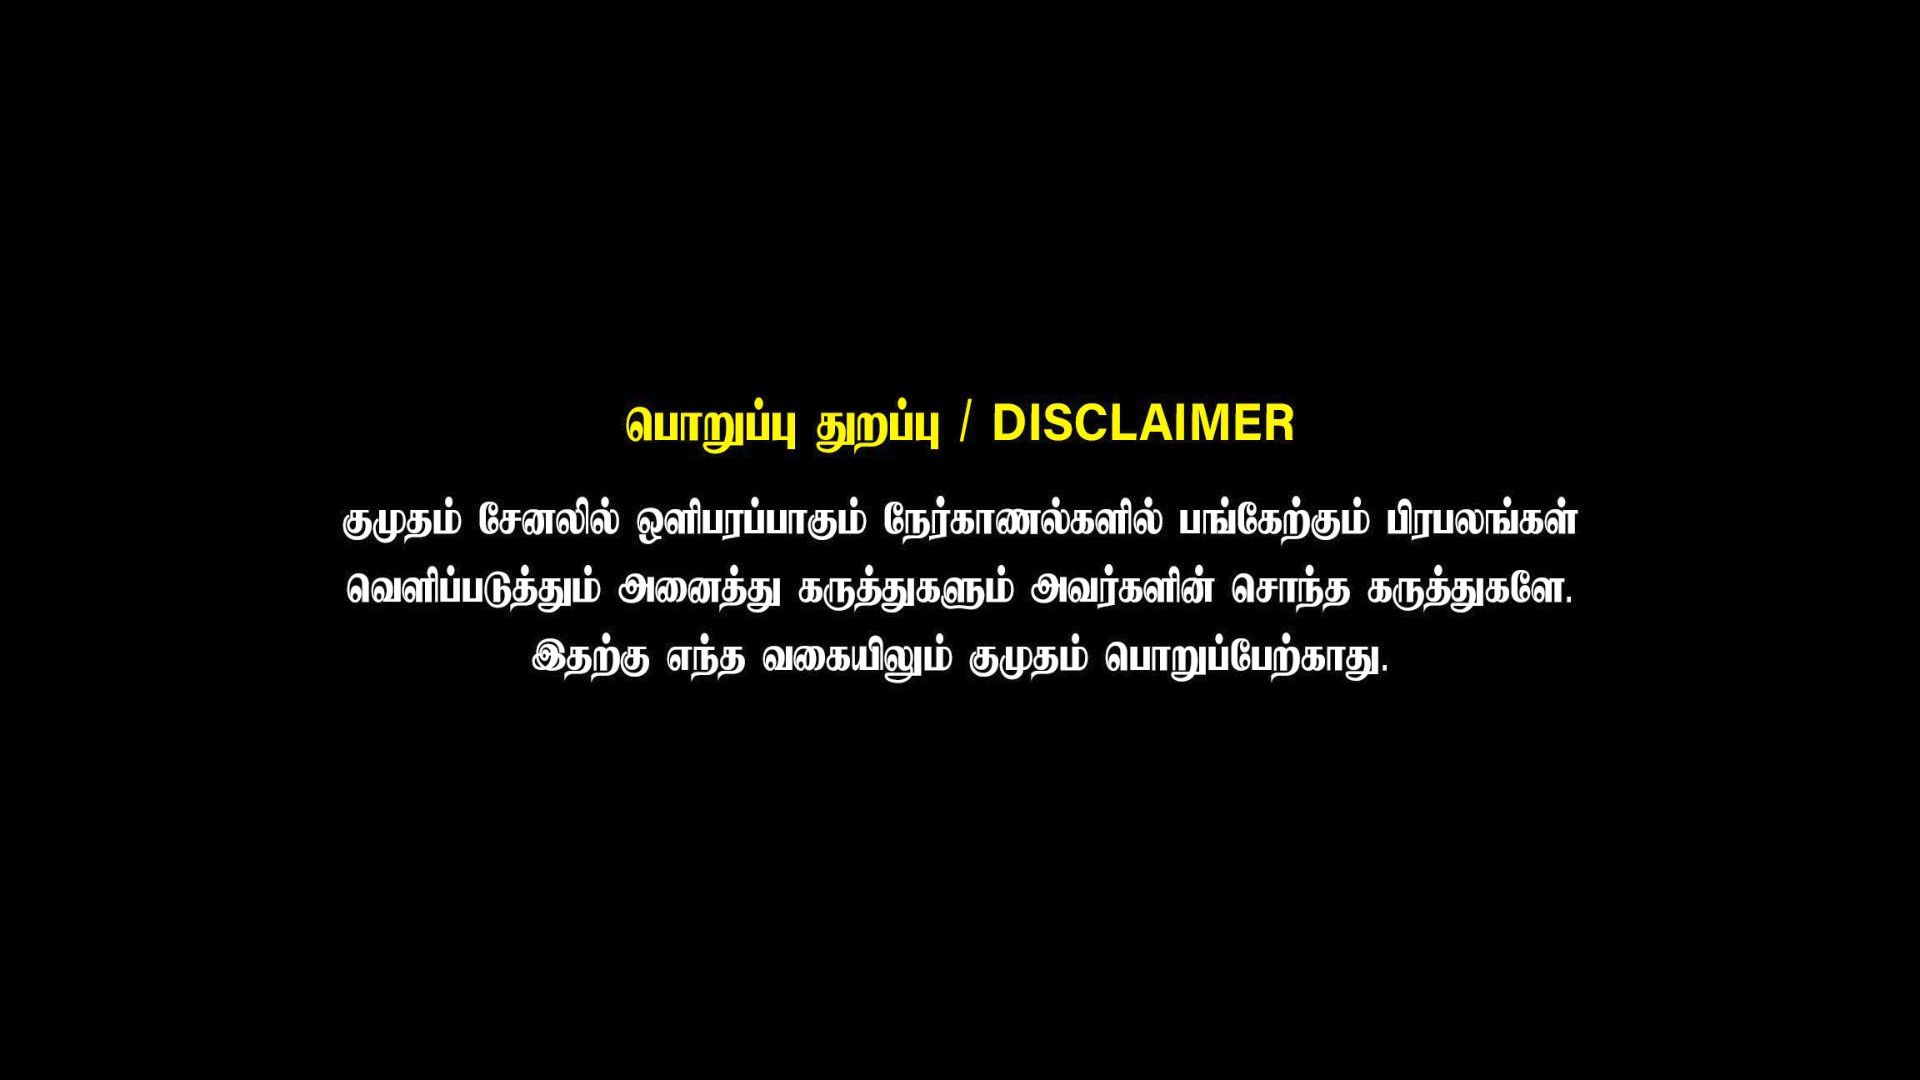 பொறுப்பு துறப்பு / DISCLAIMER
குமுதம் சேனலில் ஒளிபரப்பாகும் நேர்காணல்களில் பங்கேற்கும் பிரபலங்கள்
வெளிப்படுத்தும் அனைத்து கருத்துகளும் அவர்களின் சொந்த கருத்துகளே.
இதற்கு எந்த வகையிலும் குமுதம் பொறுப்பேற்காது.